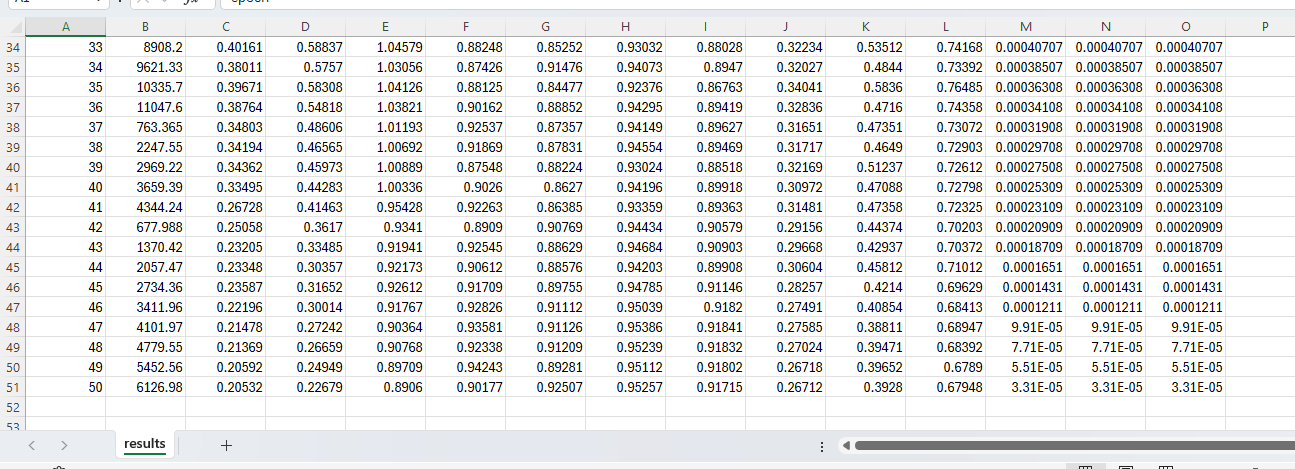 A B C D E F G H I J K L M N O P
34 33 8908.2 0.40161 0.58837 1.04579 0.88248 0.85252 0.93032 0.88028 0.32234 0.53512 0.74168 0.00040707 0.00040707 0.00040707
35 34 9621.33 0.38011 0.5757 1.03056 0.87426 0.91476 0.94073 0.8947 0.32027 0.4844 0.73392 0.00038507 0.00038507 0.00038507
36 35 10335.7 0.39671 0.58308 1.04126 0.88125 0.84477 0.92376 0.86763 0.34041 0.5836 0.76485 0.00036308 0.00036308 0.00036308
37 36 11047.6 0.38764 0.54818 1.03821 0.90162 0.88852 0.94295 0.89419 0.32836 0.4716 0.74358 0.00034108 0.00034108 0.00034108
38 37 763.365 0.34803 0.48606 1.01193 0.92537 0.87357 0.94149 0.89627 0.31651 0.47351 0.73072 0.00031908 0.00031908 0.00031908
39 38 2247.55 0.34194 0.46565 1.00692 0.91869 0.87831 0.94554 0.89469 0.31717 0.4649 0.72903 0.00029708 0.00029708 0.00029708
40 39 2969.22 0.34362 0.45973 1.00889 0.87548 0.88224 0.93024 0.88518 0.32169 0.51237 0.72612 0.00027508 0.00027508 0.00027508
41 40 3659.39 0.33495 0.44283 1.00336 0.9026 0.8627 0.94196 0.89918 0.30972 0.47088 0.72798 0.00025309 0.00025309 0.00025309
42 41 4344.24 0.26728 0.41463 0.95428 0.92263 0.86385 0.93359 0.89363 0.31481 0.47358 0.72325 0.00023109 0.00023109 0.00023109
43 42 677.988 0.25058 0.3617 0.9341 0.8909 0.90769 0.94434 0.90579 0.29156 0.44374 0.70203 0.00020909 0.00020909 0.00020909
44 43 1370.42 0.23205 0.33485 0.91941 0.92545 0.88629 0.94684 0.90903 0.29668 0.42937 0.70372 0.00018709 0.00018709 0.00018709
45 44 2057.47 0.23348 0.30357 0.92173 0.90612 0.88576 0.94203 0.89908 0.30604 0.45812 0.71012 0.0001651 0.0001651 0.0001651
46 45 2734.36 0.23587 0.31652 0.92612 0.91709 0.89755 0.94785 0.91146 0.28257 0.4214 0.69629 0.0001431 0.0001431 0.0001431
47 46 3411.96 0.22196 0.30014 0.91767 0.92826 0.91112 0.95039 0.9182 0.27491 0.40854 0.68413 0.0001211 0.0001211 0.0001211
48 47 4101.97 0.21478 0.27242 0.90364 0.93581 0.91126 0.95386 0.91841 0.27585 0.38811 0.68947 9.91E-05 9.91E-05 9.91E-05
49 48 4779.55 0.21369 0.26659 0.90768 0.92338 0.91209 0.95239 0.91832 0.27024 0.39471 0.68392 7.71E-05 7.71E-05 7.71E-05
50 49 5452.56 0.20592 0.24949 0.89709 0.94243 0.89281 0.95112 0.91802 0.26718 0.39652 0.6789 5.51E-05 5.51E-05 5.51E-05
51 50 6126.98 0.20532 0.22679 0.8906 0.90177 0.92507 0.95257 0.91715 0.26712 0.3928 0.67948 3.31E-05 3.31E-05 3.31E-05
52
53
results